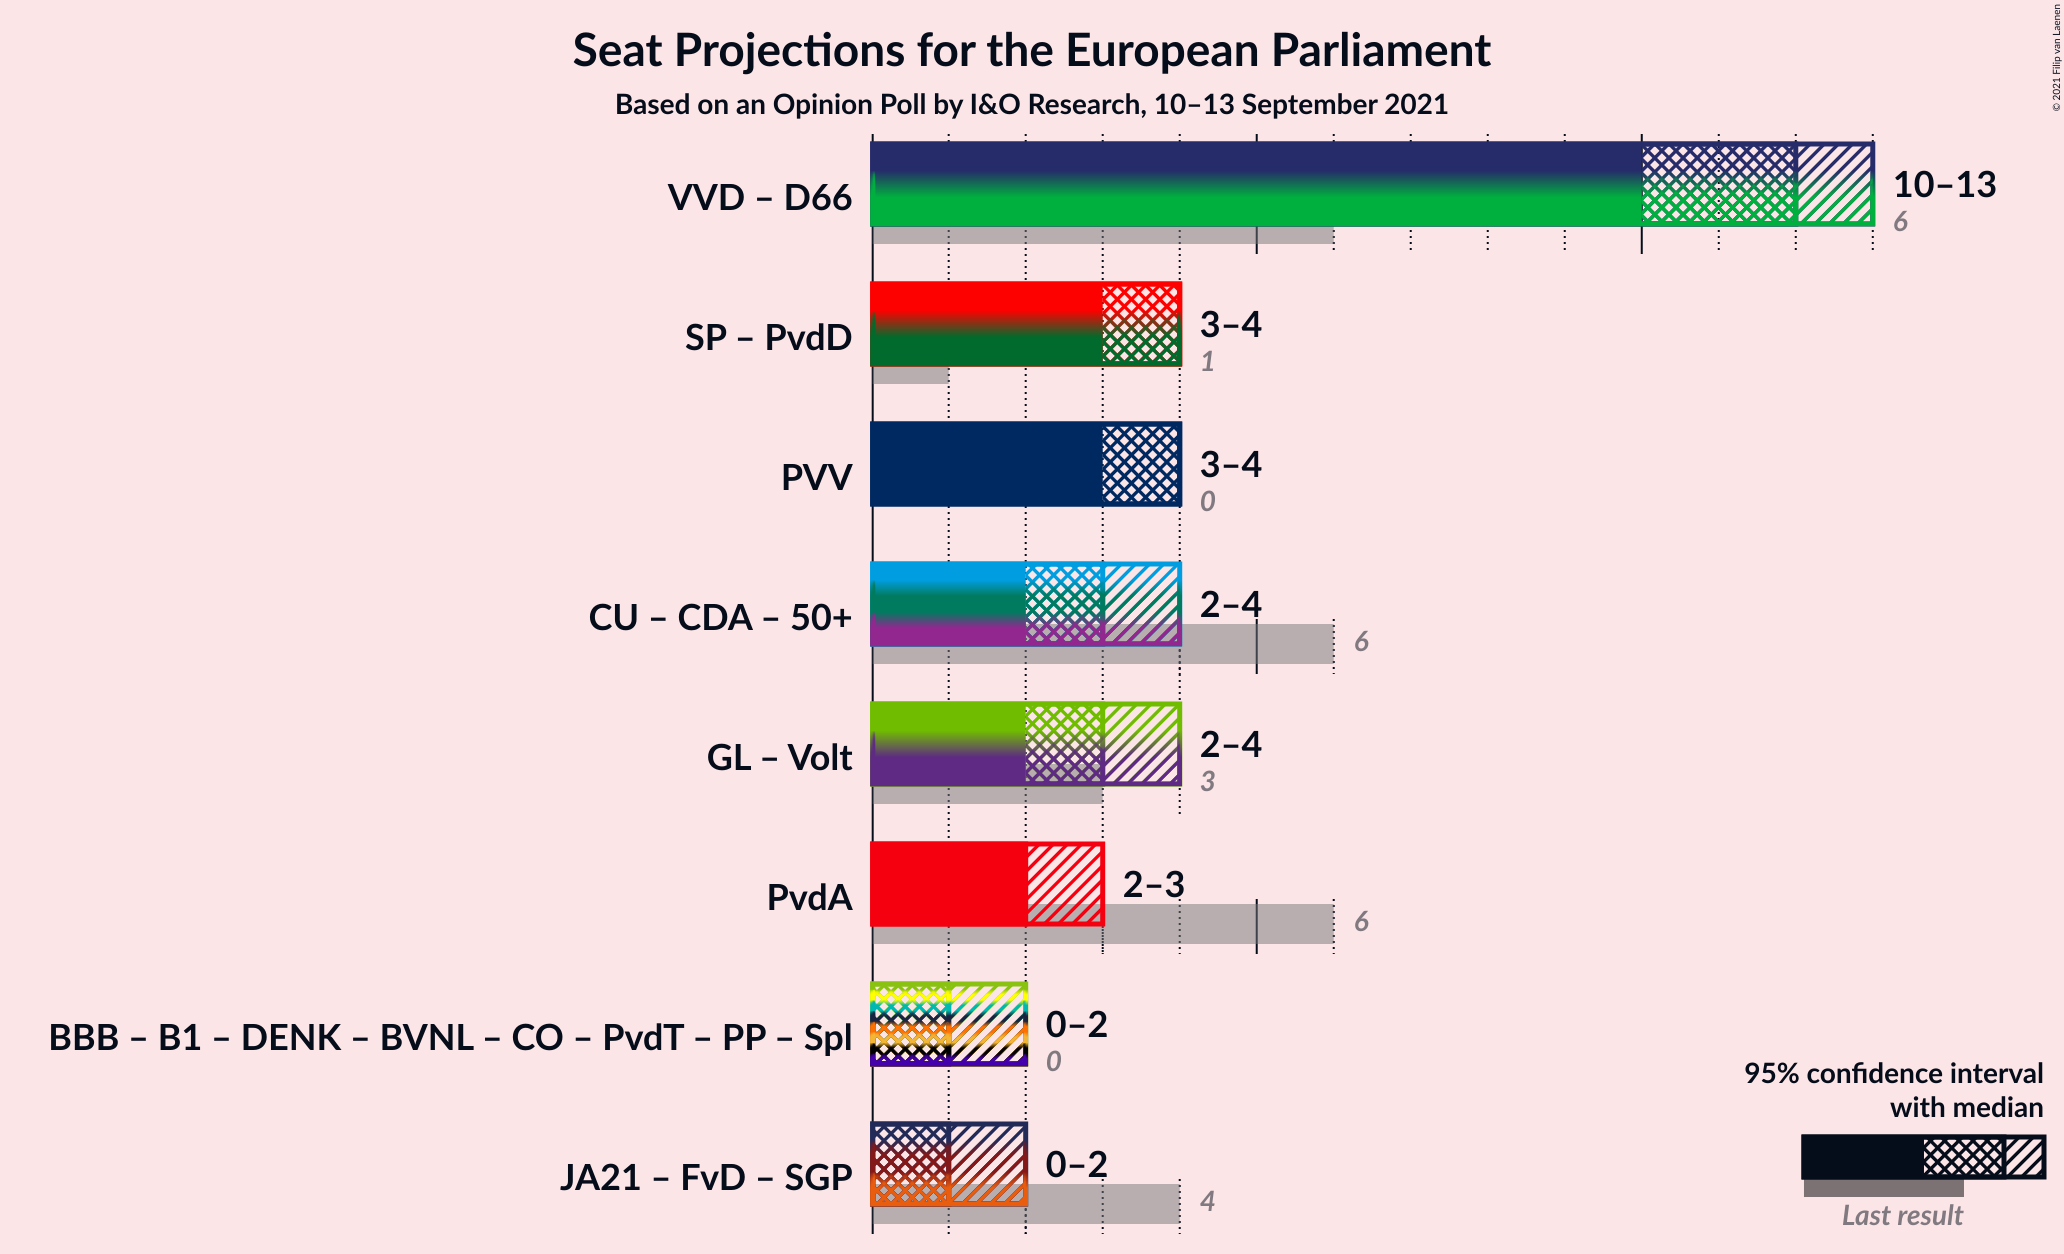 Seat Projections for the European Parliament
Based on an Opinion Poll by I&O Research, 10–13 September 2021
© 2021 Filip van Laenen
VVD – D66
10–13
6
SP – PvdD
3–4
1
PVV
3–4
0
CU – CDA – 50+
2–4
6
GL – Volt
2–4
3
PvdA
2–3
6
BBB – B1 – DENK – BVNL – CO – PvdT – PP – Spl
0–2
0
JA21 – FvD – SGP
0–2
4
95% confidence interval
with median
Last result